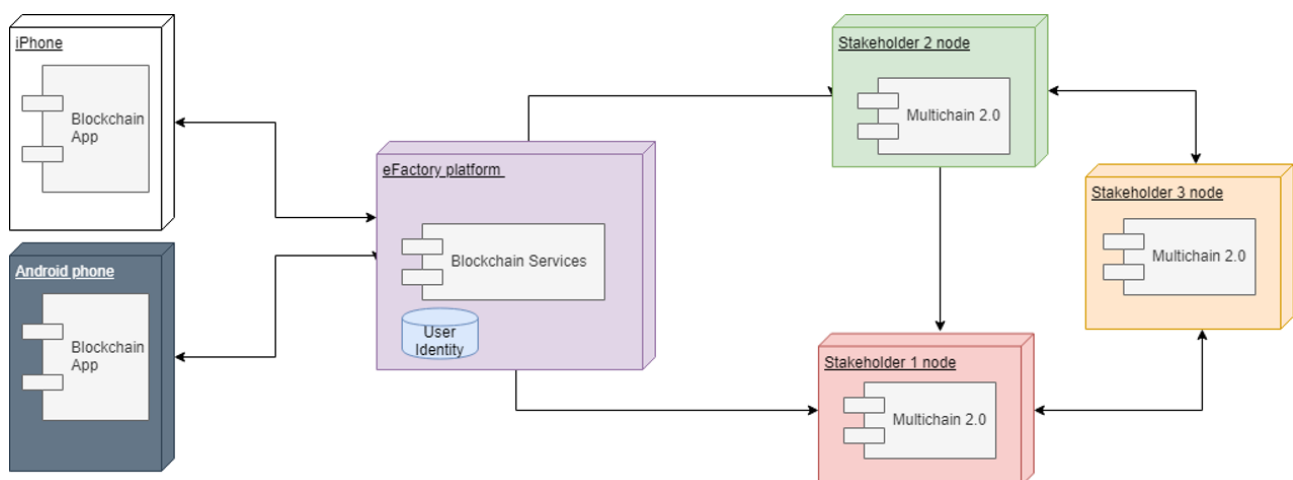 iPhone
Blockchain
App
Android phone
Blockchain
App
eFactory platform
Blockchain Services
User
Identity
Stakeholder 2 node
Multichain 2.0
Stakeholder 3 node
Multichain 2.0
Stakeholder 1 node
Multichain 2.0